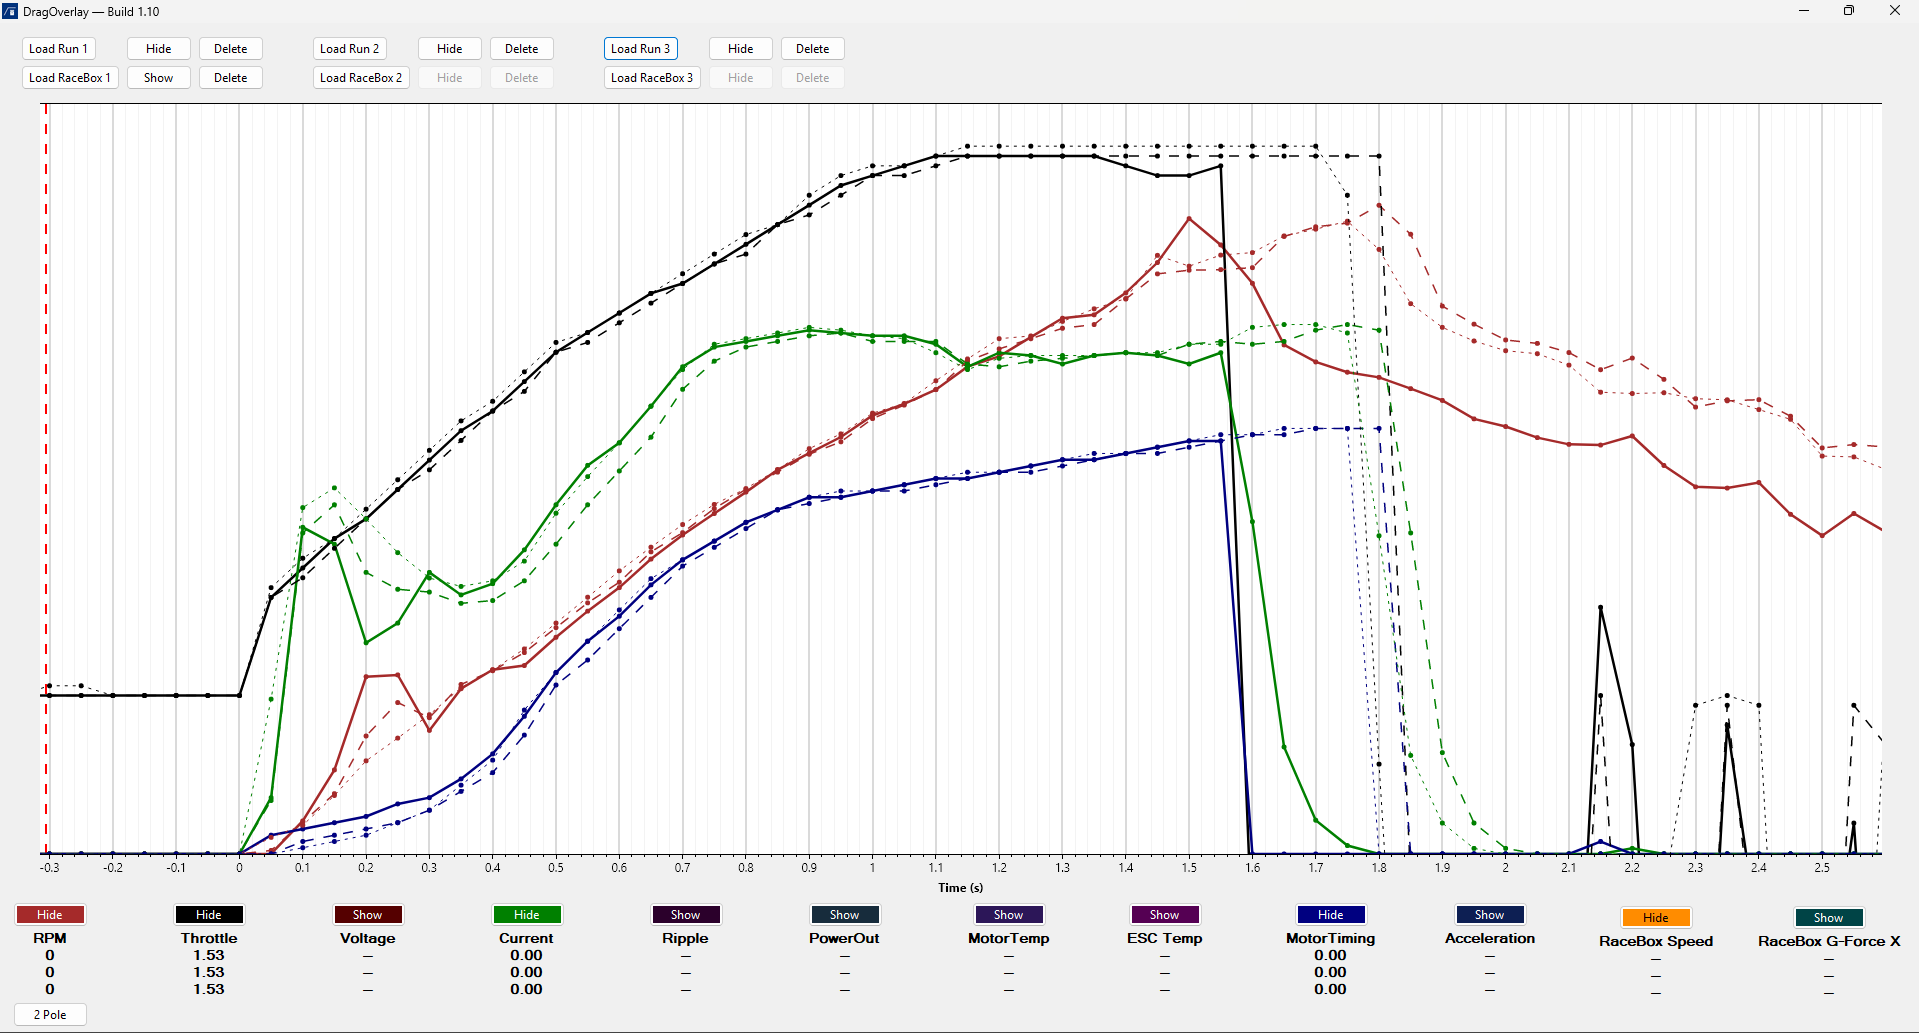 DragOverlay — Build 1.10
Load Run 1 Hide Delete Load Run 2 Hide Delete Load Run 3 Hide Delete
Load RaceBox 1 Show Delete Load RaceBox 2 Hide Delete Load RaceBox 3 Hide Delete
-0.3 -0.2 -0.1 0 0.1 0.2 0.3 0.4 0.5 0.6 0.7 0.8 0.9 1 1.1 1.2 1.3 1.4 1.5 1.6 1.7 1.8 1.9 2 2.1 2.2 2.3 2.4 2.5
Time (s)
Hide Hide Show Hide Show Show Show Show Hide Show Hide Show
RPM Throttle Voltage Current Ripple PowerOut MotorTemp ESC Temp MotorTiming Acceleration RaceBox Speed RaceBox G-Force X
0 1.53 — 0.00 — — — — 0.00 — — —
0 1.53 — 0.00 — — — — 0.00 — — —
0 1.53 — 0.00 — — — — 0.00 — — —
2 Pole